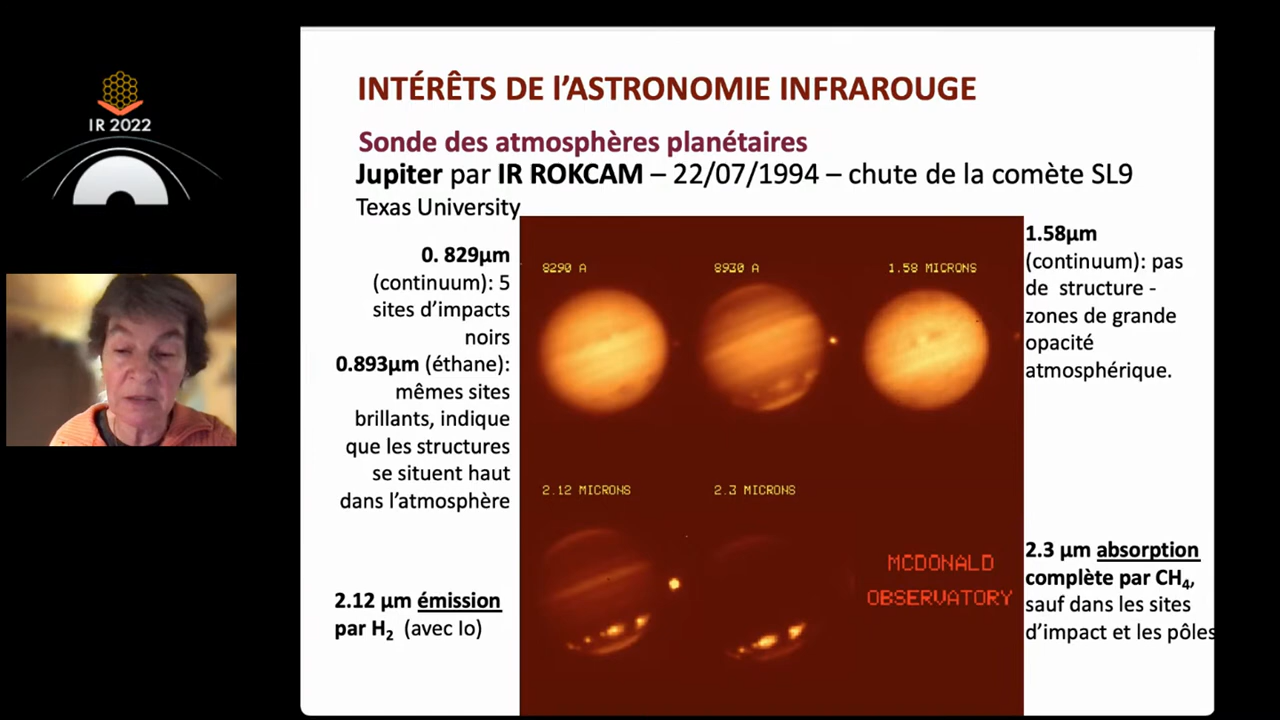 IR 2022
INTÉRÊTS DE l’ASTRONOMIE INFRAROUGE
Sonde des atmosphères planétaires
Jupiter par IR ROKCAM – 22/07/1994 – chute de la comète SL9
Texas University
0. 829µm
(continuum): 5
sites d’impacts
noirs
0.893µm (éthane):
mêmes sites
brillants, indique
que les structures
se situent haut
dans l’atmosphère
2.12 µm émission
par H₂ (avec Io)
8290 A
8930 A
1.58 MICRONS
2.12 MICRONS
2.3 MICRONS
MCDONALD
OBSERVATORY
1.58µm
(continuum): pas
de structure -
zones de grande
opacité
atmosphérique.
2.3 µm absorption
complète par CH₄,
sauf dans les sites
d’impact et les pôles